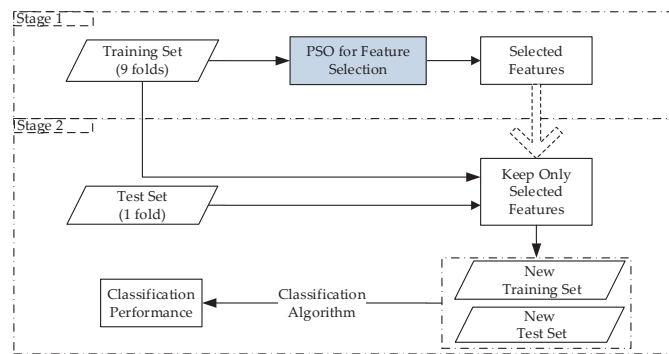 Stage 1
Training Set
(9 folds)
PSO for Feature
Selection
Selected
Features
Stage 2
Keep Only
Selected
Features
Test Set
(1 fold)
New
Training Set
New
Test Set
Classification
Algorithm
Classification
Performance